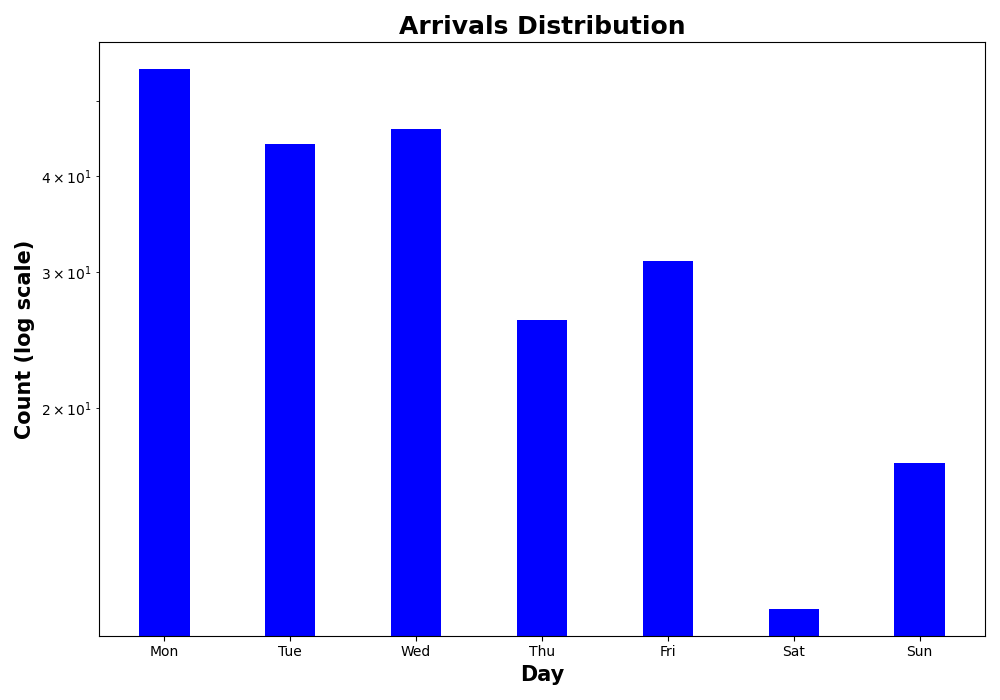 Arrivals Distribution
Count (log scale)
4 × 10¹
3 × 10¹
2 × 10¹
Mon Tue Wed Thu Fri Sat Sun
Day